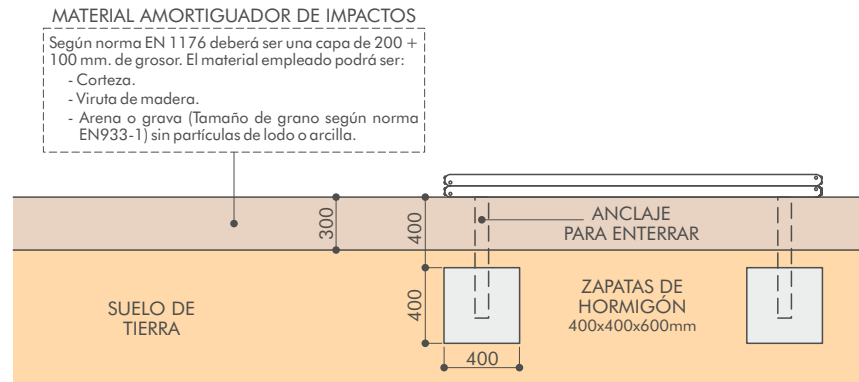 MATERIAL AMORTIGUADOR DE IMPACTOS
Según norma EN 1176 deberá ser una capa de 200 +
100 mm. de grosor. El material empleado podrá ser:
- Corteza.
- Viruta de madera.
- Arena o grava (Tamaño de grano según norma
EN933-1) sin partículas de lodo o arcilla.
300
400
ANCLAJE
PARA ENTERRAR
SUELO DE
TIERRA
400
400
ZAPATAS DE
HORMIGÓN
400x400x600mm